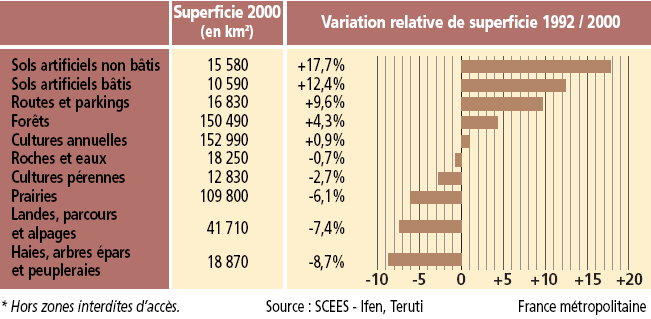 Superficie 2000
(en km²)
Variation relative de superficie 1992 / 2000
Sols artificiels non bâtis 15 580 +17,7%
Sols artificiels bâtis 10 590 +12,4%
Routes et parkings 16 830 +9,6%
Forêts 150 490 +4,3%
Cultures annuelles 152 990 +0,9%
Roches et eaux 18 250 -0,7%
Cultures pérennes 12 830 -2,7%
Prairies 109 800 -6,1%
Landes, parcours
et alpages 41 710 -7,4%
Haies, arbres épars
et peupleraies 18 870 -8,7%
-10 -5 0 +5 +10 +15 +20
* Hors zones interdites d'accès. Source : SCEES - Ifen, Teruti France métropolitaine